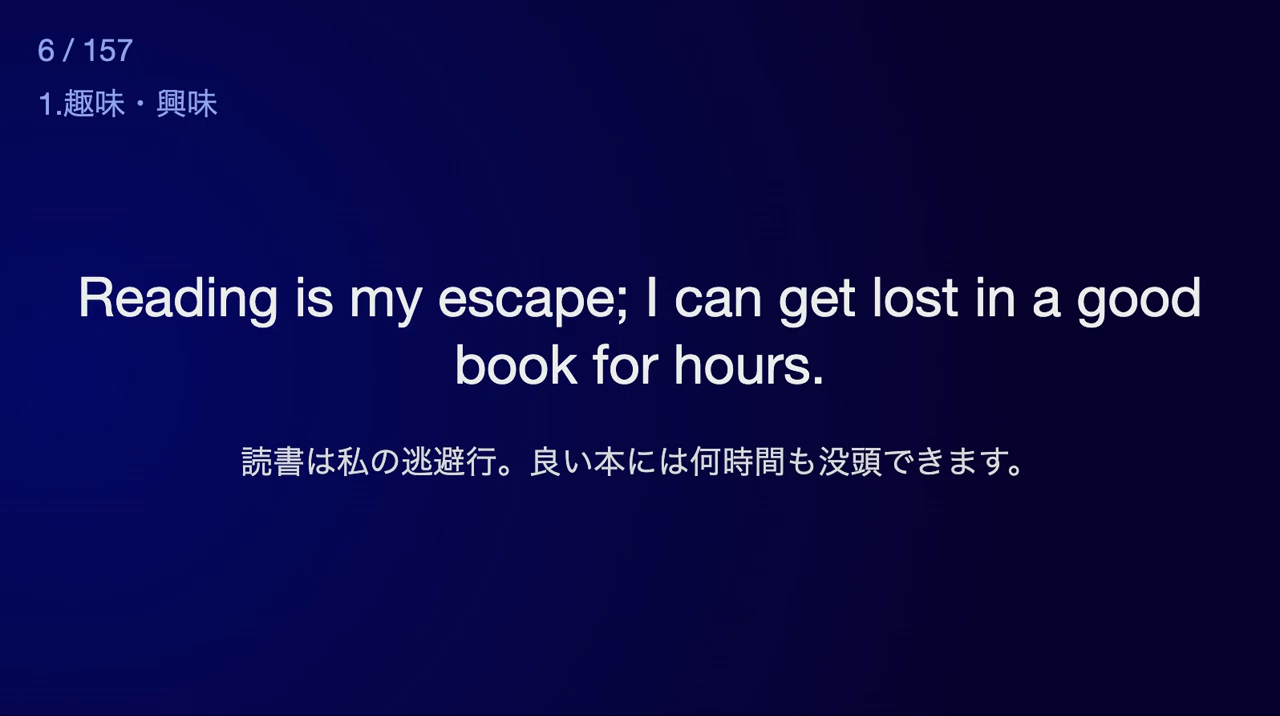 6 / 157
1.趣味・興味
Reading is my escape; I can get lost in a good
book for hours.
読書は私の逃避行。良い本には何時間も没頭できます。